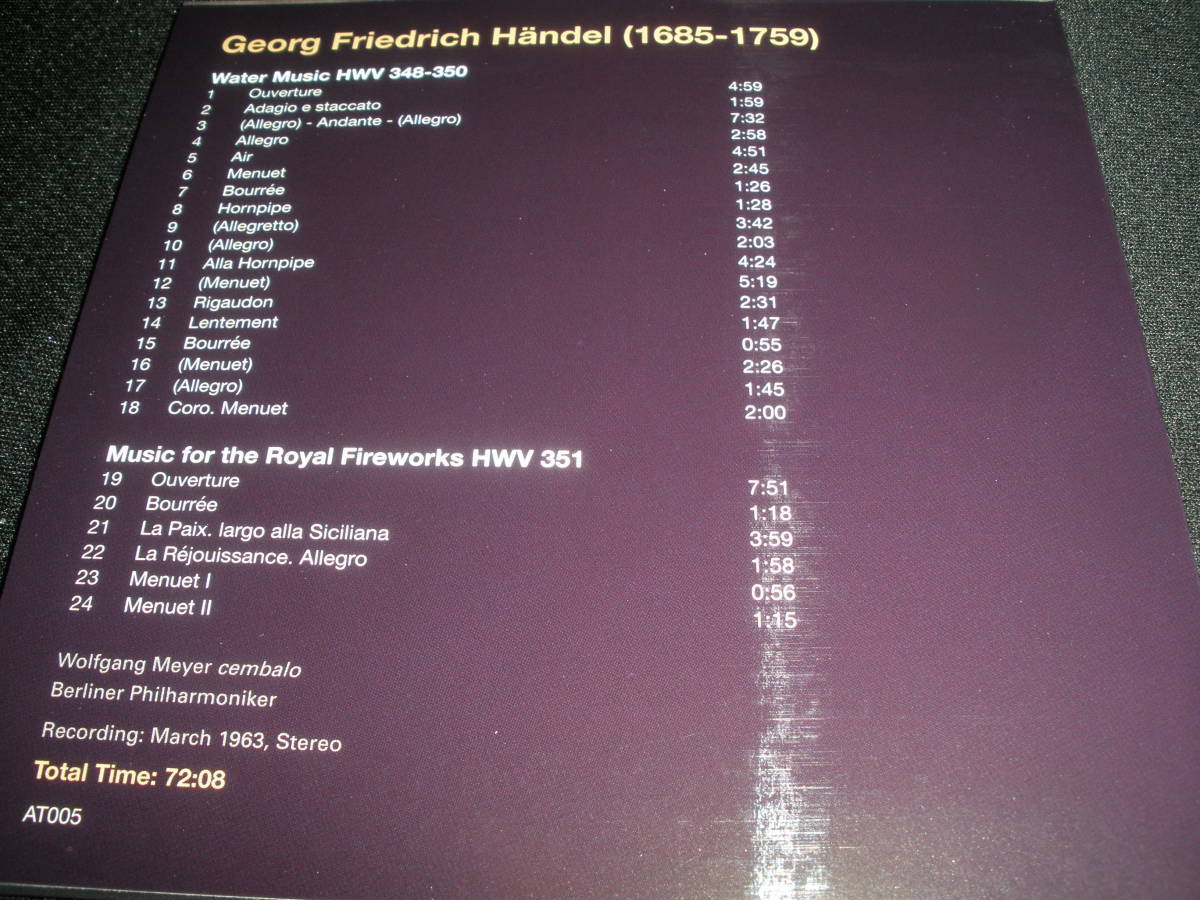 Georg Friedrich Händel (1685-1759)
Water Music HWV 348-350
1 Ouverture 4:59
2 Adagio e staccato 1:59
3 (Allegro) - Andante - (Allegro) 7:32
4 Allegro 2:58
5 Air 4:51
6 Menuet 2:45
7 Bourrée 1:26
8 Hornpipe 1:28
9 (Allegretto) 3:42
10 (Allegro) 2:03
11 Alla Hornpipe 4:24
12 (Menuet) 5:19
13 Rigaudon 2:31
14 Lentement 1:47
15 Bourrée 0:55
16 (Menuet) 2:26
17 (Allegro) 1:45
18 Coro. Menuet 2:00
Music for the Royal Fireworks HWV 351
19 Ouverture 7:51
20 Bourrée 1:18
21 La Paix. largo alla Siciliana 3:59
22 La Réjouissance. Allegro 1:58
23 Menuet I 0:56
24 Menuet II 1:15
Wolfgang Meyer cembalo
Berliner Philharmoniker
Recording: March 1963, Stereo
Total Time: 72:08
AT005